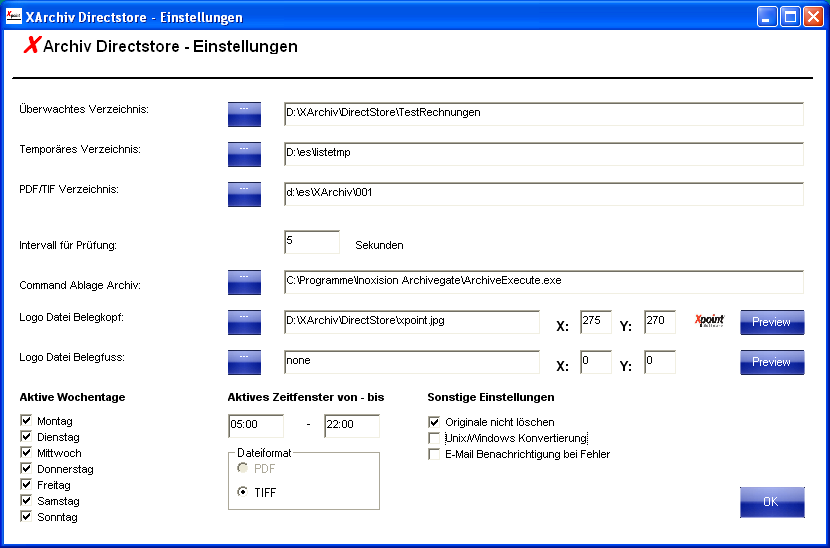 Xpoint XArchiv Directstore - Einstellungen
X Archiv Directstore - Einstellungen
Überwachtes Verzeichnis: ... D:\XArchiv\DirectStore\TestRechnungen
Temporäres Verzeichnis: ... D:\es\listetmp
PDF/TIF Verzeichnis: ... d:\es\XArchiv\001
Intervall für Prüfung: 5 Sekunden
Command Ablage Archiv: ... C:\Programme\Inoxision Archivegate\ArchiveExecute.exe
Logo Datei Belegkopf: ... D:\XArchiv\DirectStore\xpoint.jpg X: 275 Y: 270 Xpoint Software Preview
Logo Datei Belegfuss: ... none X: 0 Y: 0 Preview
Aktive Wochentage
Montag
Dienstag
Mittwoch
Donnerstag
Freitag
Samstag
Sonntag
Aktives Zeitfenster von - bis
05:00 - 22:00
Dateiformat
PDF
TIFF
Sonstige Einstellungen
Originale nicht löschen
Unix/Windows Konvertierung
E-Mail Benachrichtigung bei Fehler
OK